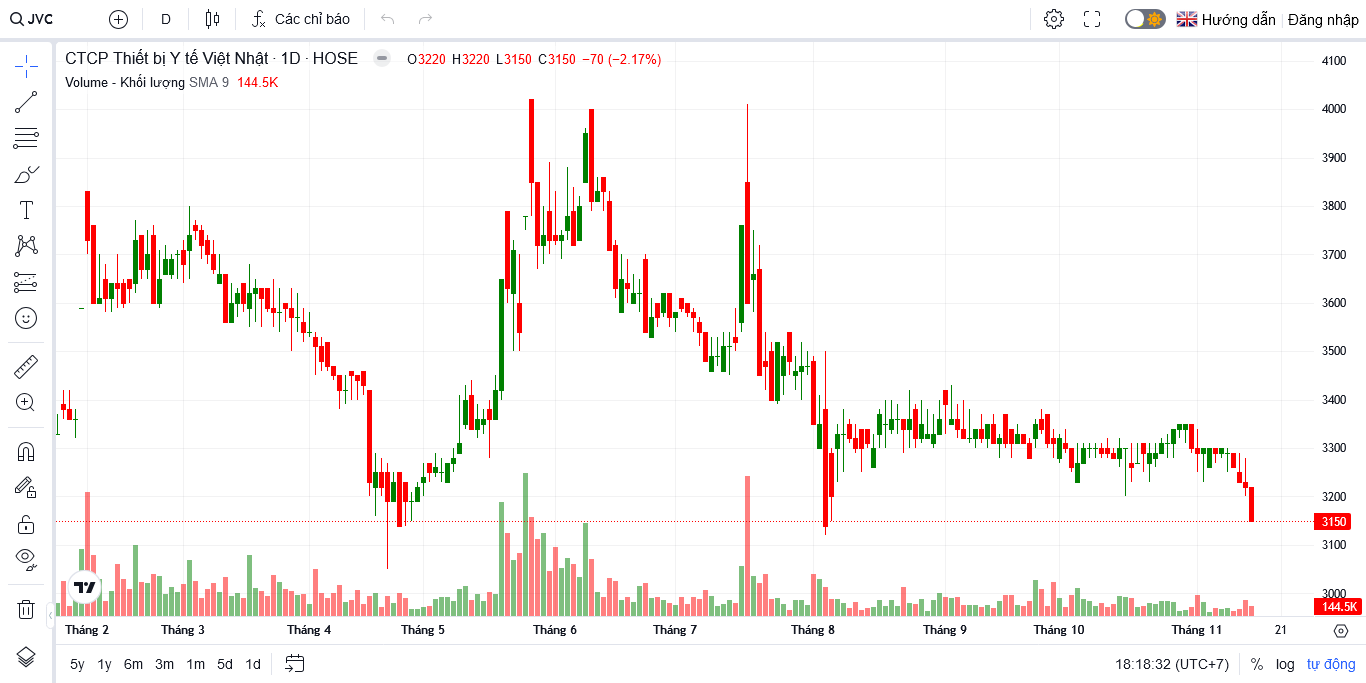 JVC D Các chỉ báo Hướng dẫn Đăng nhập
CTCP Thiết bị Y tế Việt Nhật · 1D · HOSE O3220 H3220 L3150 C3150 −70 (−2.17%)
Volume - Khối lượng SMA 9 144.5K
4100
4000
3900
3800
3700
3600
3500
3400
3300
3200
3150
3100
3000
144.5K
Tháng 2 Tháng 3 Tháng 4 Tháng 5 Tháng 6 Tháng 7 Tháng 8 Tháng 9 Tháng 10 Tháng 11 21
5y 1y 6m 3m 1m 5d 1d 18:18:32 (UTC+7) % log tự động